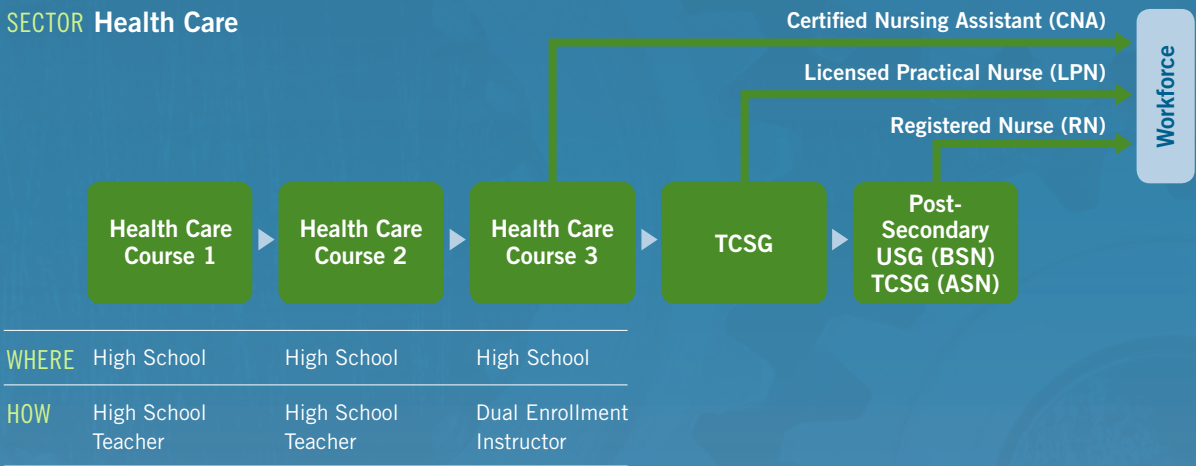 SECTOR Health Care
Certified Nursing Assistant (CNA)
Licensed Practical Nurse (LPN)
Registered Nurse (RN)
Workforce
Health Care
Course 1
Health Care
Course 2
Health Care
Course 3
TCSG
Post-
Secondary
USG (BSN)
TCSG (ASN)
WHERE High School High School High School
HOW High School High School Dual Enrollment
Teacher Teacher Instructor